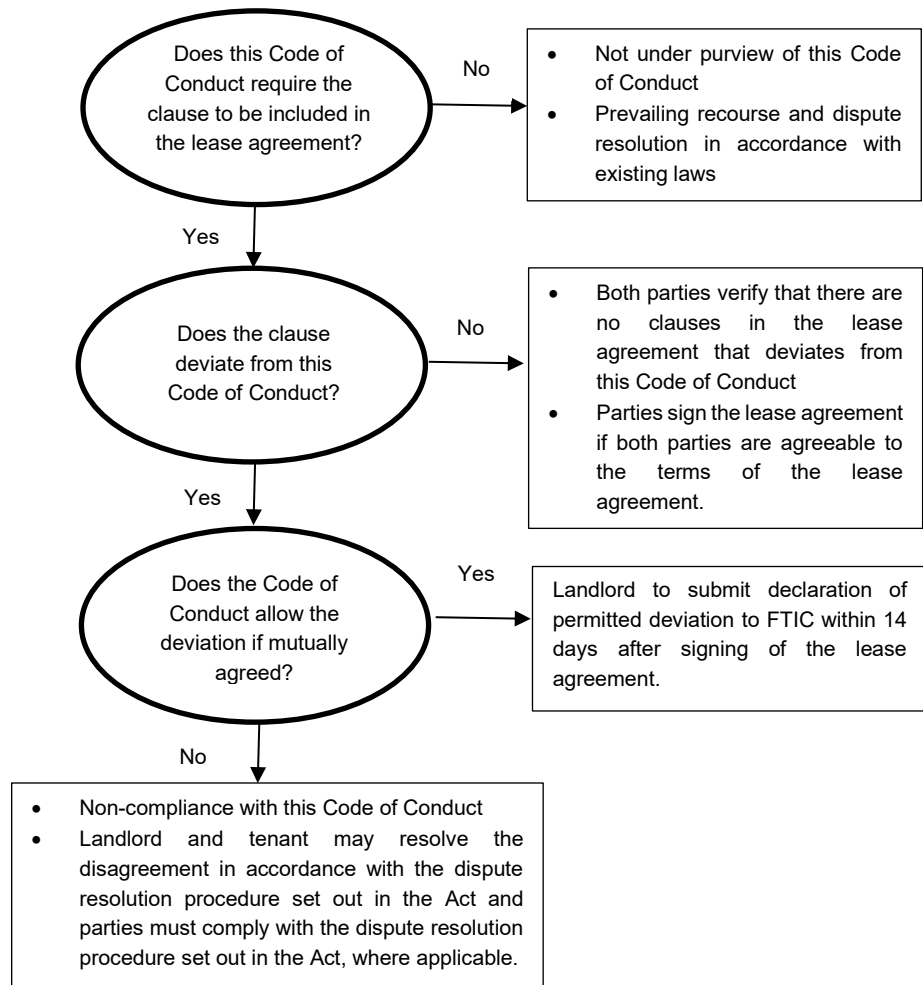 Does this Code of
Conduct require the
clause to be included in
the lease agreement?
No
• Not under purview of this Code
of Conduct
• Prevailing recourse and dispute
resolution in accordance with
existing laws
Yes
Does the clause
deviate from this
Code of Conduct?
No
• Both parties verify that there are
no clauses in the lease
agreement that deviates from
this Code of Conduct
• Parties sign the lease agreement
if both parties are agreeable to
the terms of the lease
agreement.
Yes
Does the Code of
Conduct allow the
deviation if mutually
agreed?
Yes
Landlord to submit declaration of
permitted deviation to FTIC within 14
days after signing of the lease
agreement.
No
• Non-compliance with this Code of Conduct
• Landlord and tenant may resolve the
disagreement in accordance with the dispute
resolution procedure set out in the Act and
parties must comply with the dispute resolution
procedure set out in the Act, where applicable.